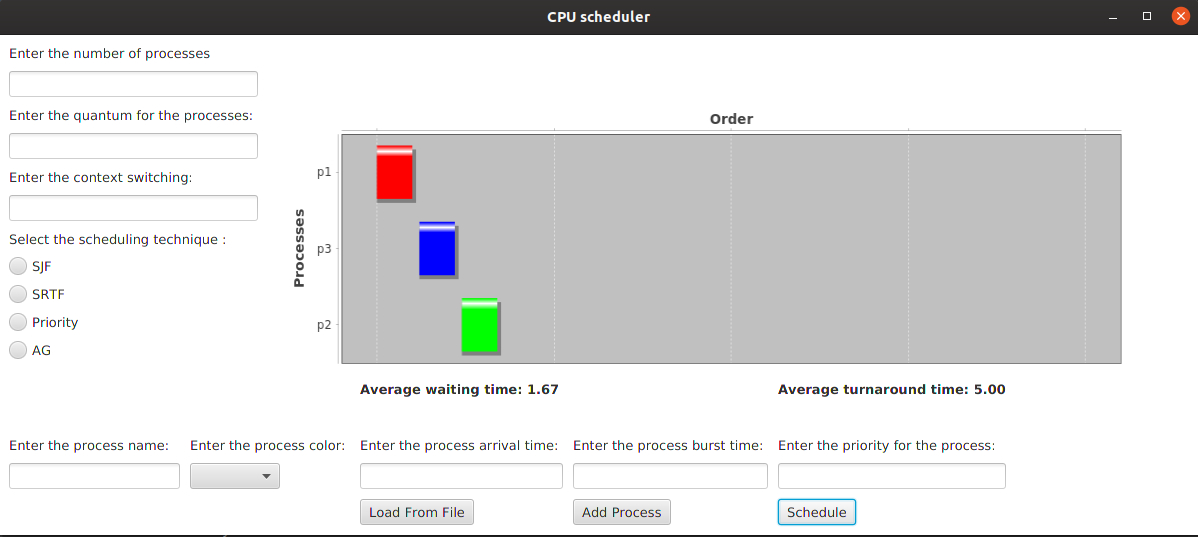 CPU scheduler
Enter the number of processes
Enter the quantum for the processes:
Enter the context switching:
Select the scheduling technique :
SJF
SRTF
Priority
AG
Order
Processes
p1
p3
p2
Average waiting time: 1.67
Average turnaround time: 5.00
Enter the process name:
Enter the process color:
Enter the process arrival time:
Enter the process burst time:
Enter the priority for the process:
Load From File
Add Process
Schedule